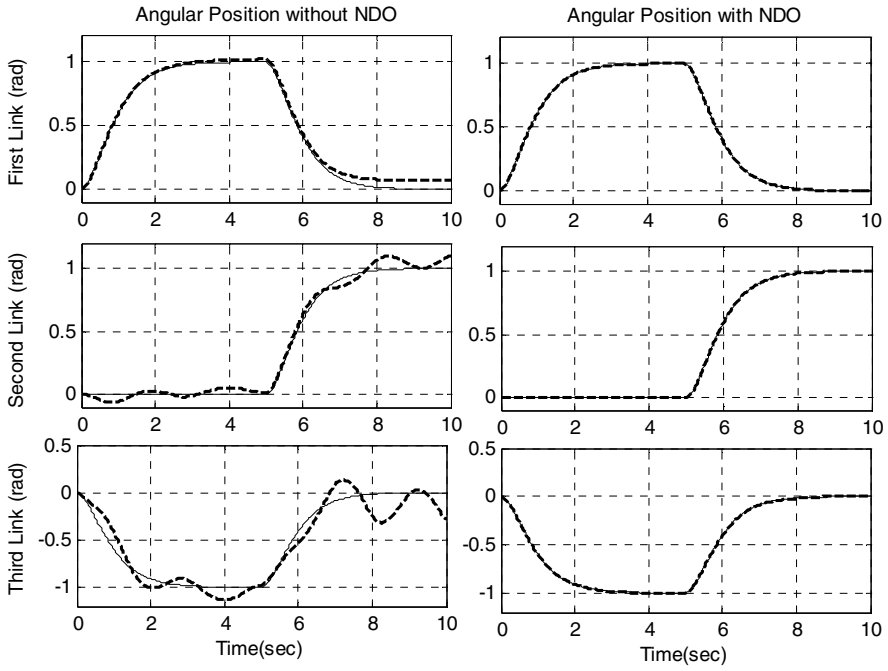 Angular Position without NDO
Angular Position with NDO
First Link (rad)
1
0.5
0
0 2 4 6 8 10
1
0.5
0
0 2 4 6 8 10
Second Link (rad)
1
0.5
0
0 2 4 6 8 10
1
0.5
0
0 2 4 6 8 10
Third Link (rad)
0.5
0
-0.5
-1
0 2 4 6 8 10
Time(sec)
0.5
0
-0.5
-1
0 2 4 6 8 10
Time(sec)